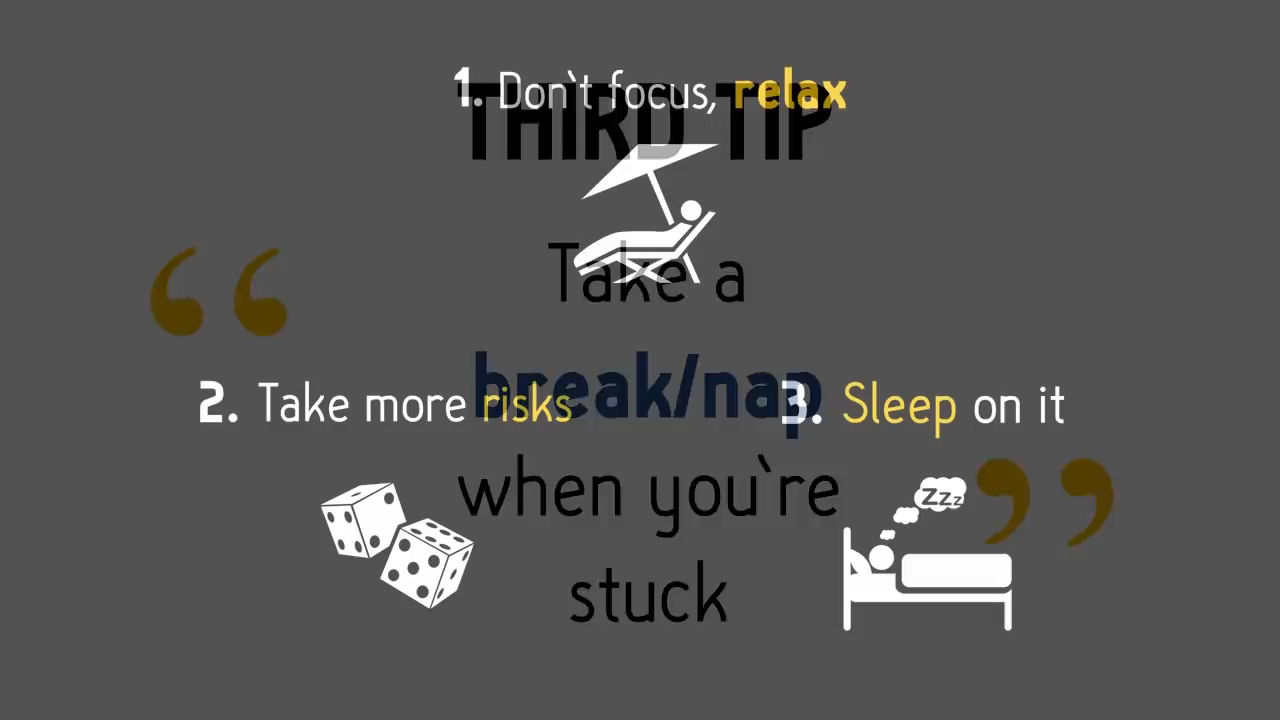 1. Don`t focus, relax
THIRD TIP
“
Take a
break/nap
2. Take more risks
3. Sleep on it
when you`re
”
zzz
stuck